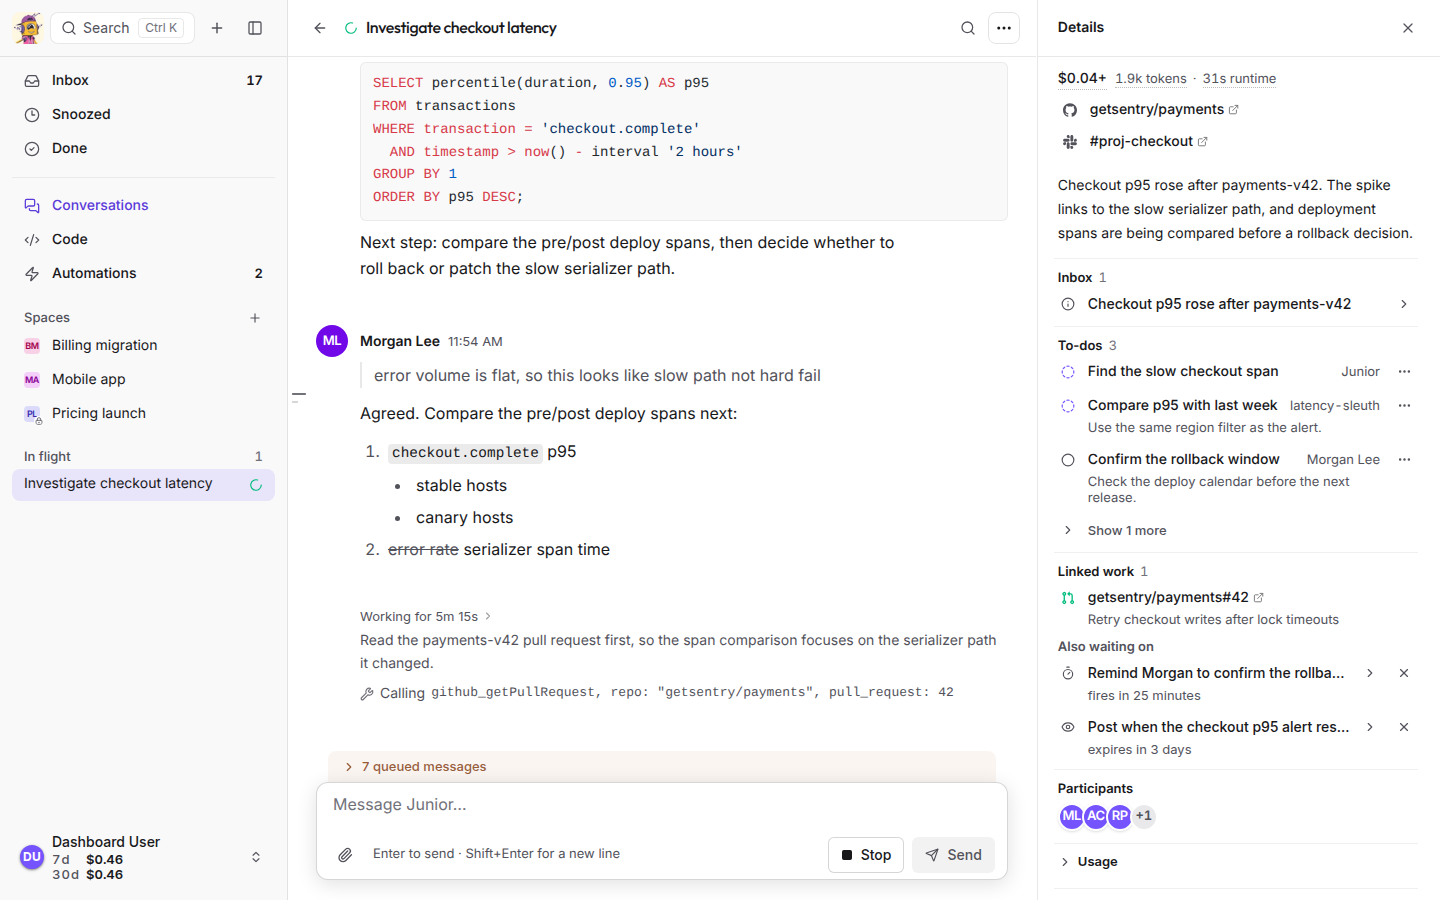 Search Ctrl K
Inbox 17
Snoozed
Done
Conversations
Code
Automations 2
Spaces
BM Billing migration
MA Mobile app
PL Pricing launch
In flight 1
Investigate checkout latency
DU Dashboard User
7d $0.46
30d $0.46
Investigate checkout latency
SELECT percentile(duration, 0.95) AS p95
FROM transactions
WHERE transaction = 'checkout.complete'
AND timestamp > now() - interval '2 hours'
GROUP BY 1
ORDER BY p95 DESC;
Next step: compare the pre/post deploy spans, then decide whether to
roll back or patch the slow serializer path.
ML Morgan Lee 11:54 AM
error volume is flat, so this looks like slow path not hard fail
Agreed. Compare the pre/post deploy spans next:
1. checkout.complete p95
• stable hosts
• canary hosts
2. error rate serializer span time
Working for 5m 15s
Read the payments-v42 pull request first, so the span comparison focuses on the serializer path
it changed.
Calling github_getPullRequest, repo: "getsentry/payments", pull_request: 42
7 queued messages
Message Junior...
Enter to send · Shift+Enter for a new line
Stop
Send
Details
$0.04+ 1.9k tokens · 31s runtime
getsentry/payments
#proj-checkout
Checkout p95 rose after payments-v42. The spike
links to the slow serializer path, and deployment
spans are being compared before a rollback decision.
Inbox 1
Checkout p95 rose after payments-v42
To-dos 3
Find the slow checkout span Junior
Compare p95 with last week latency-sleuth
Use the same region filter as the alert.
Confirm the rollback window Morgan Lee
Check the deploy calendar before the next
release.
Show 1 more
Linked work 1
getsentry/payments#42
Retry checkout writes after lock timeouts
Also waiting on
Remind Morgan to confirm the rollba...
fires in 25 minutes
Post when the checkout p95 alert res...
expires in 3 days
Participants
ML AC RP +1
Usage